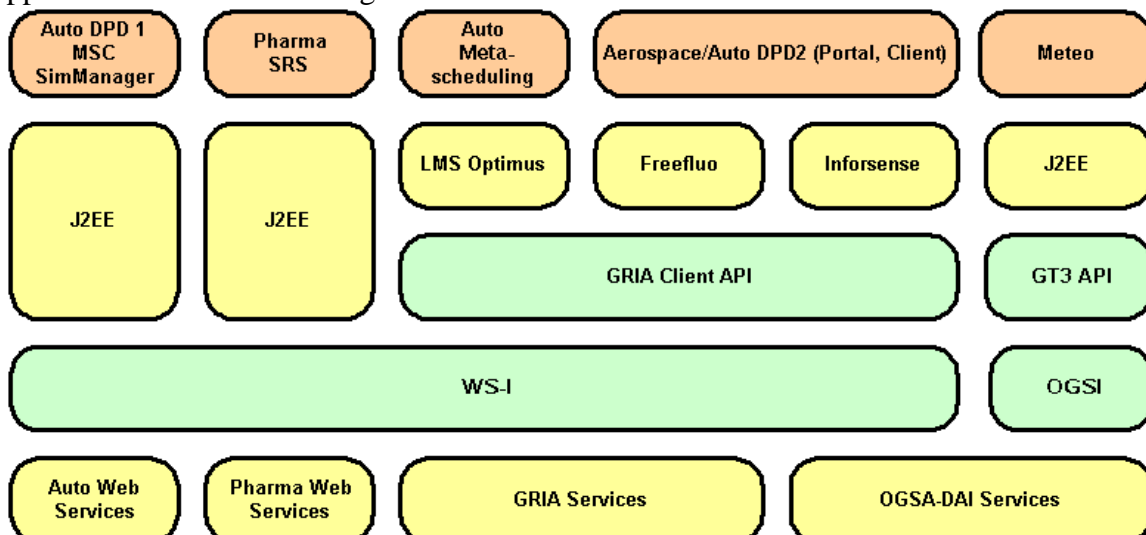 Auto DPD 1
MSC
SimManager
Pharma
SRS
Auto
Meta-
scheduling
Aerospace/Auto DPD2 (Portal, Client)
Meteo
J2EE
J2EE
LMS Optimus
Freefluo
Inforsense
J2EE
GRIA Client API
GT3 API
WS-I
OGSI
Auto Web
Services
Pharma Web
Services
GRIA Services
OGSA-DAI Services